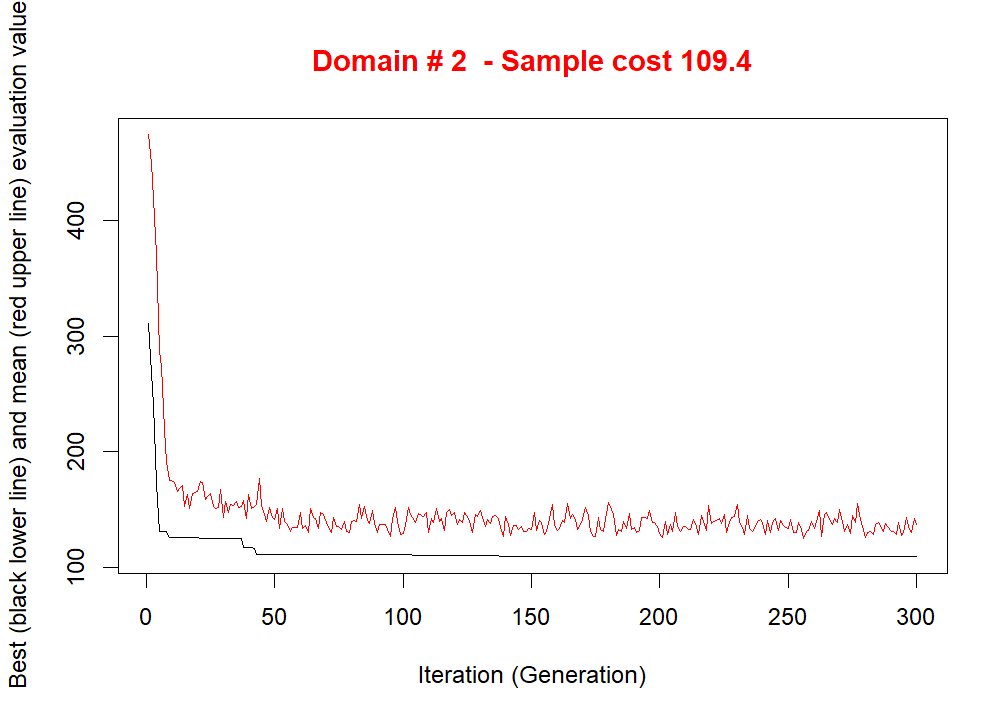 Domain # 2  - Sample cost 109.4
Best (black lower line) and mean (red upper line) evaluation value
400
300
200
100
0 50 100 150 200 250 300
Iteration (Generation)